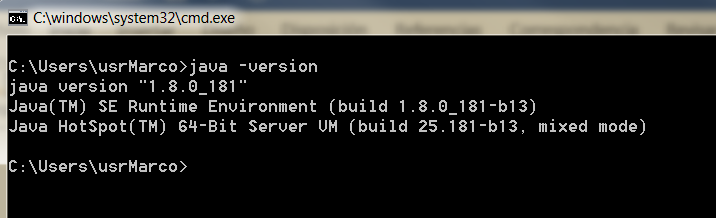 C:\windows\system32\cmd.exe
C:\Users\usrMarco>java -version
java version "1.8.0_181"
Java(TM) SE Runtime Environment (build 1.8.0_181-b13)
Java HotSpot(TM) 64-Bit Server VM (build 25.181-b13, mixed mode)
C:\Users\usrMarco>